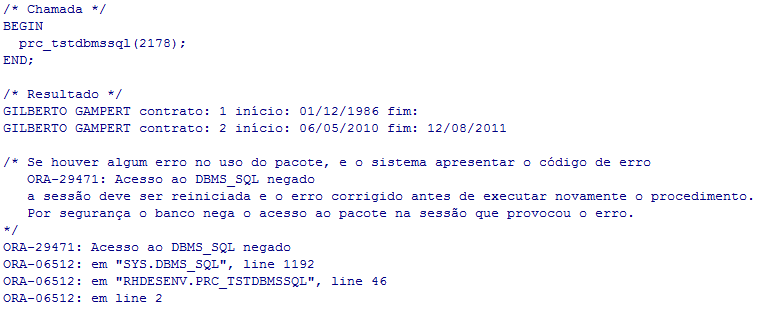 /* Chamada */
BEGIN
  prc_tstdbmssql(2178);
END;

/* Resultado */
GILBERTO GAMPERT contrato: 1 início: 01/12/1986 fim:
GILBERTO GAMPERT contrato: 2 início: 06/05/2010 fim: 12/08/2011

/* Se houver algum erro no uso do pacote, e o sistema apresentar o código de erro
   ORA-29471: Acesso ao DBMS_SQL negado
   a sessão deve ser reiniciada e o erro corrigido antes de executar novamente o procedimento.
   Por segurança o banco nega o acesso ao pacote na sessão que provocou o erro.
*/
ORA-29471: Acesso ao DBMS_SQL negado
ORA-06512: em "SYS.DBMS_SQL", line 1192
ORA-06512: em "RHDESENV.PRC_TSTDBMSSQL", line 46
ORA-06512: em line 2